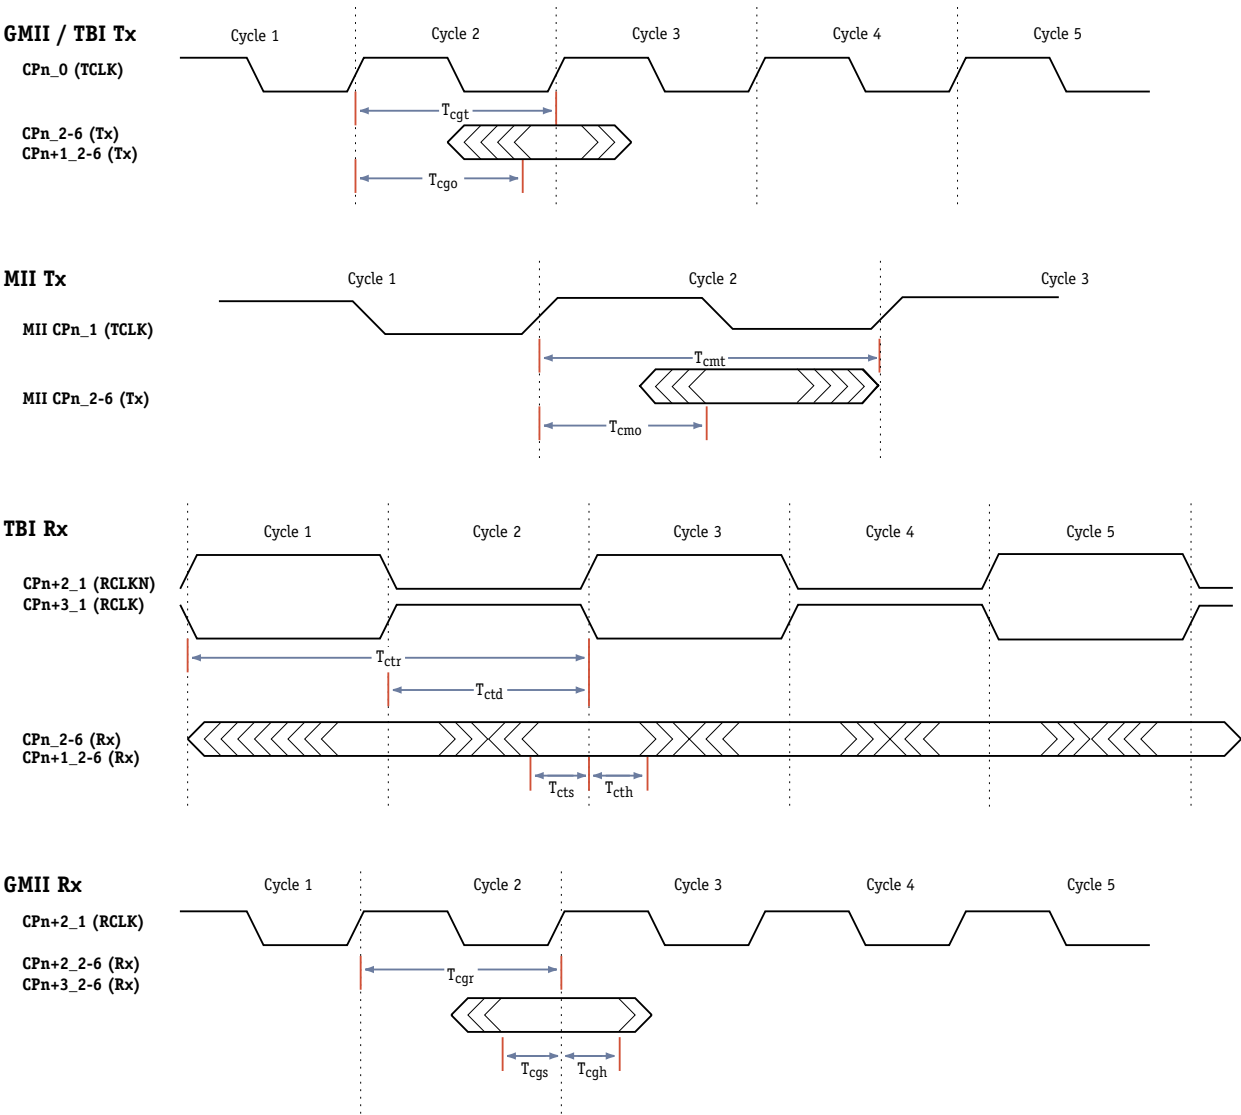 GMII / TBI Tx
Cycle 1 Cycle 2 Cycle 3 Cycle 4 Cycle 5
CPn_0 (TCLK)
Tcgt
CPn_2-6 (Tx)
CPn+1_2-6 (Tx)
Tcgo
MII Tx
Cycle 1 Cycle 2 Cycle 3
MII CPn_1 (TCLK)
Tcmt
MII CPn_2-6 (Tx)
Tcmo
TBI Rx
Cycle 1 Cycle 2 Cycle 3 Cycle 4 Cycle 5
CPn+2_1 (RCLKN)
CPn+3_1 (RCLK)
Tctr
Tctd
CPn_2-6 (Rx)
CPn+1_2-6 (Rx)
Tcts Tcth
GMII Rx
Cycle 1 Cycle 2 Cycle 3 Cycle 4 Cycle 5
CPn+2_1 (RCLK)
CPn+2_2-6 (Rx)
CPn+3_2-6 (Rx)
Tcgr
Tcgs Tcgh